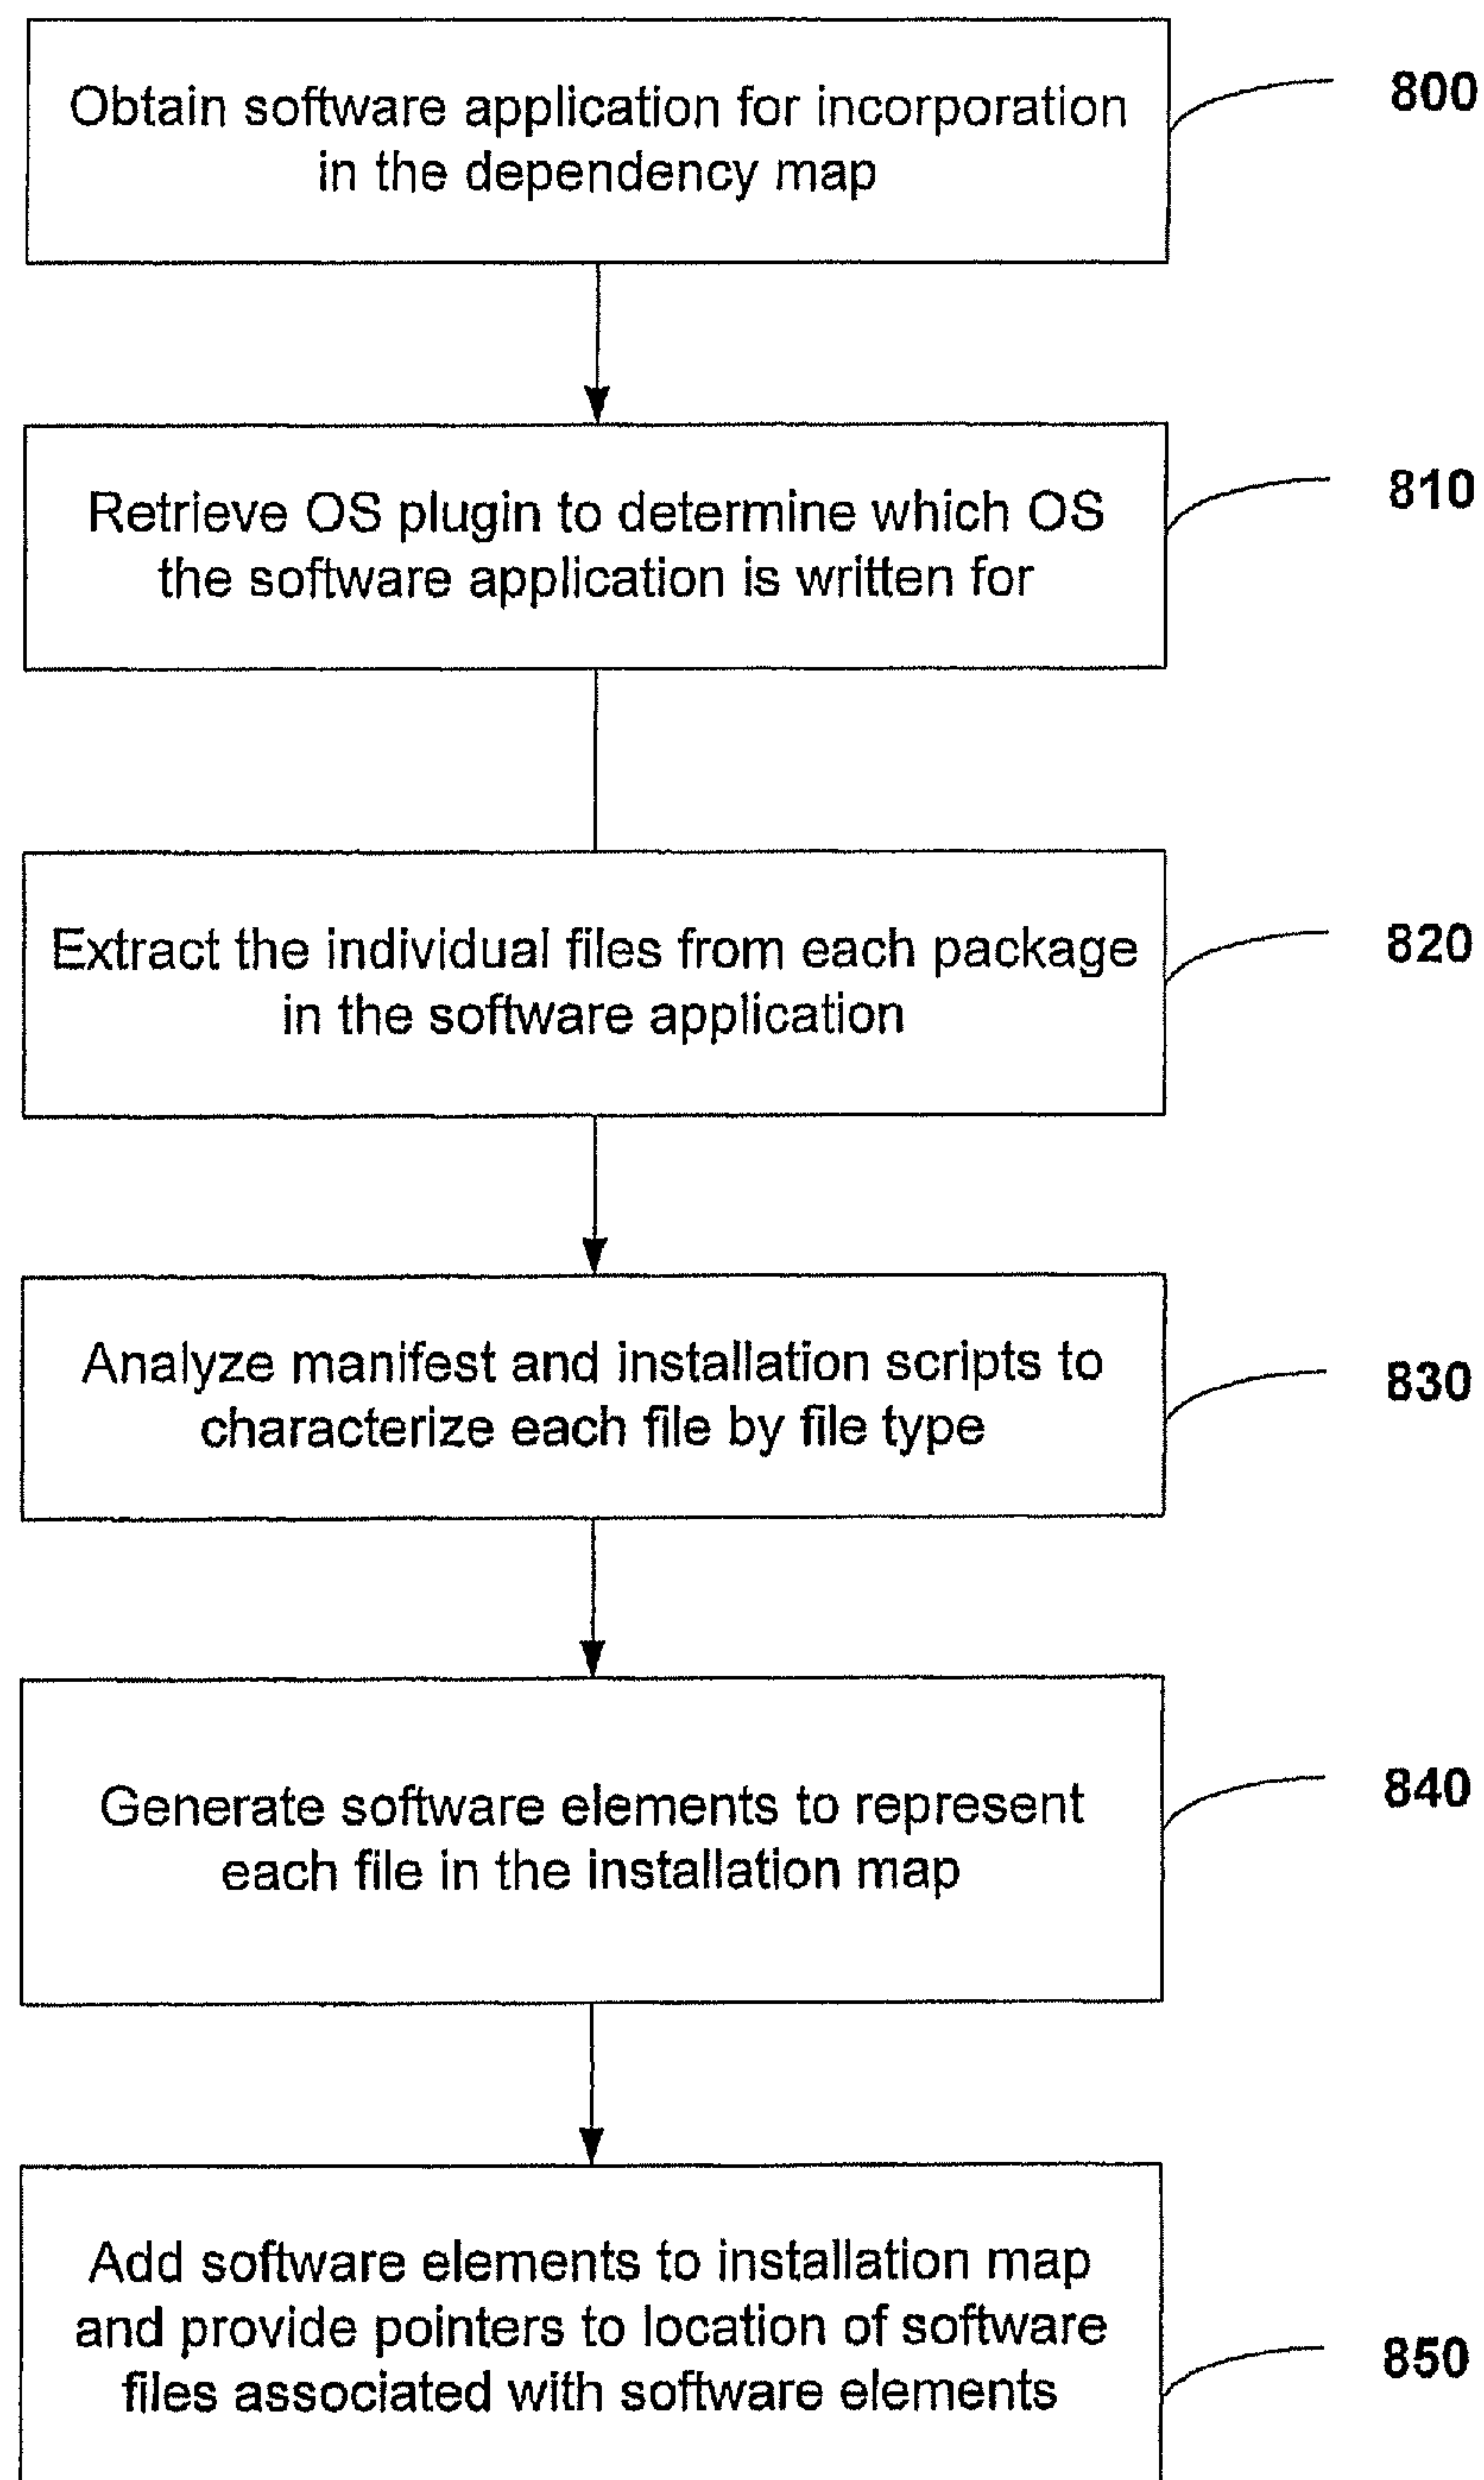 Obtain software application for incorporation
in the dependency map
800
Retrieve OS plugin to determine which OS
the software application is written for
810
Extract the individual files from each package
in the software application
820
Analyze manifest and installation scripts to
characterize each file by file type
830
Generate software elements to represent
each file in the installation map
840
Add software elements to installation map
and provide pointers to location of software
files associated with software elements
850